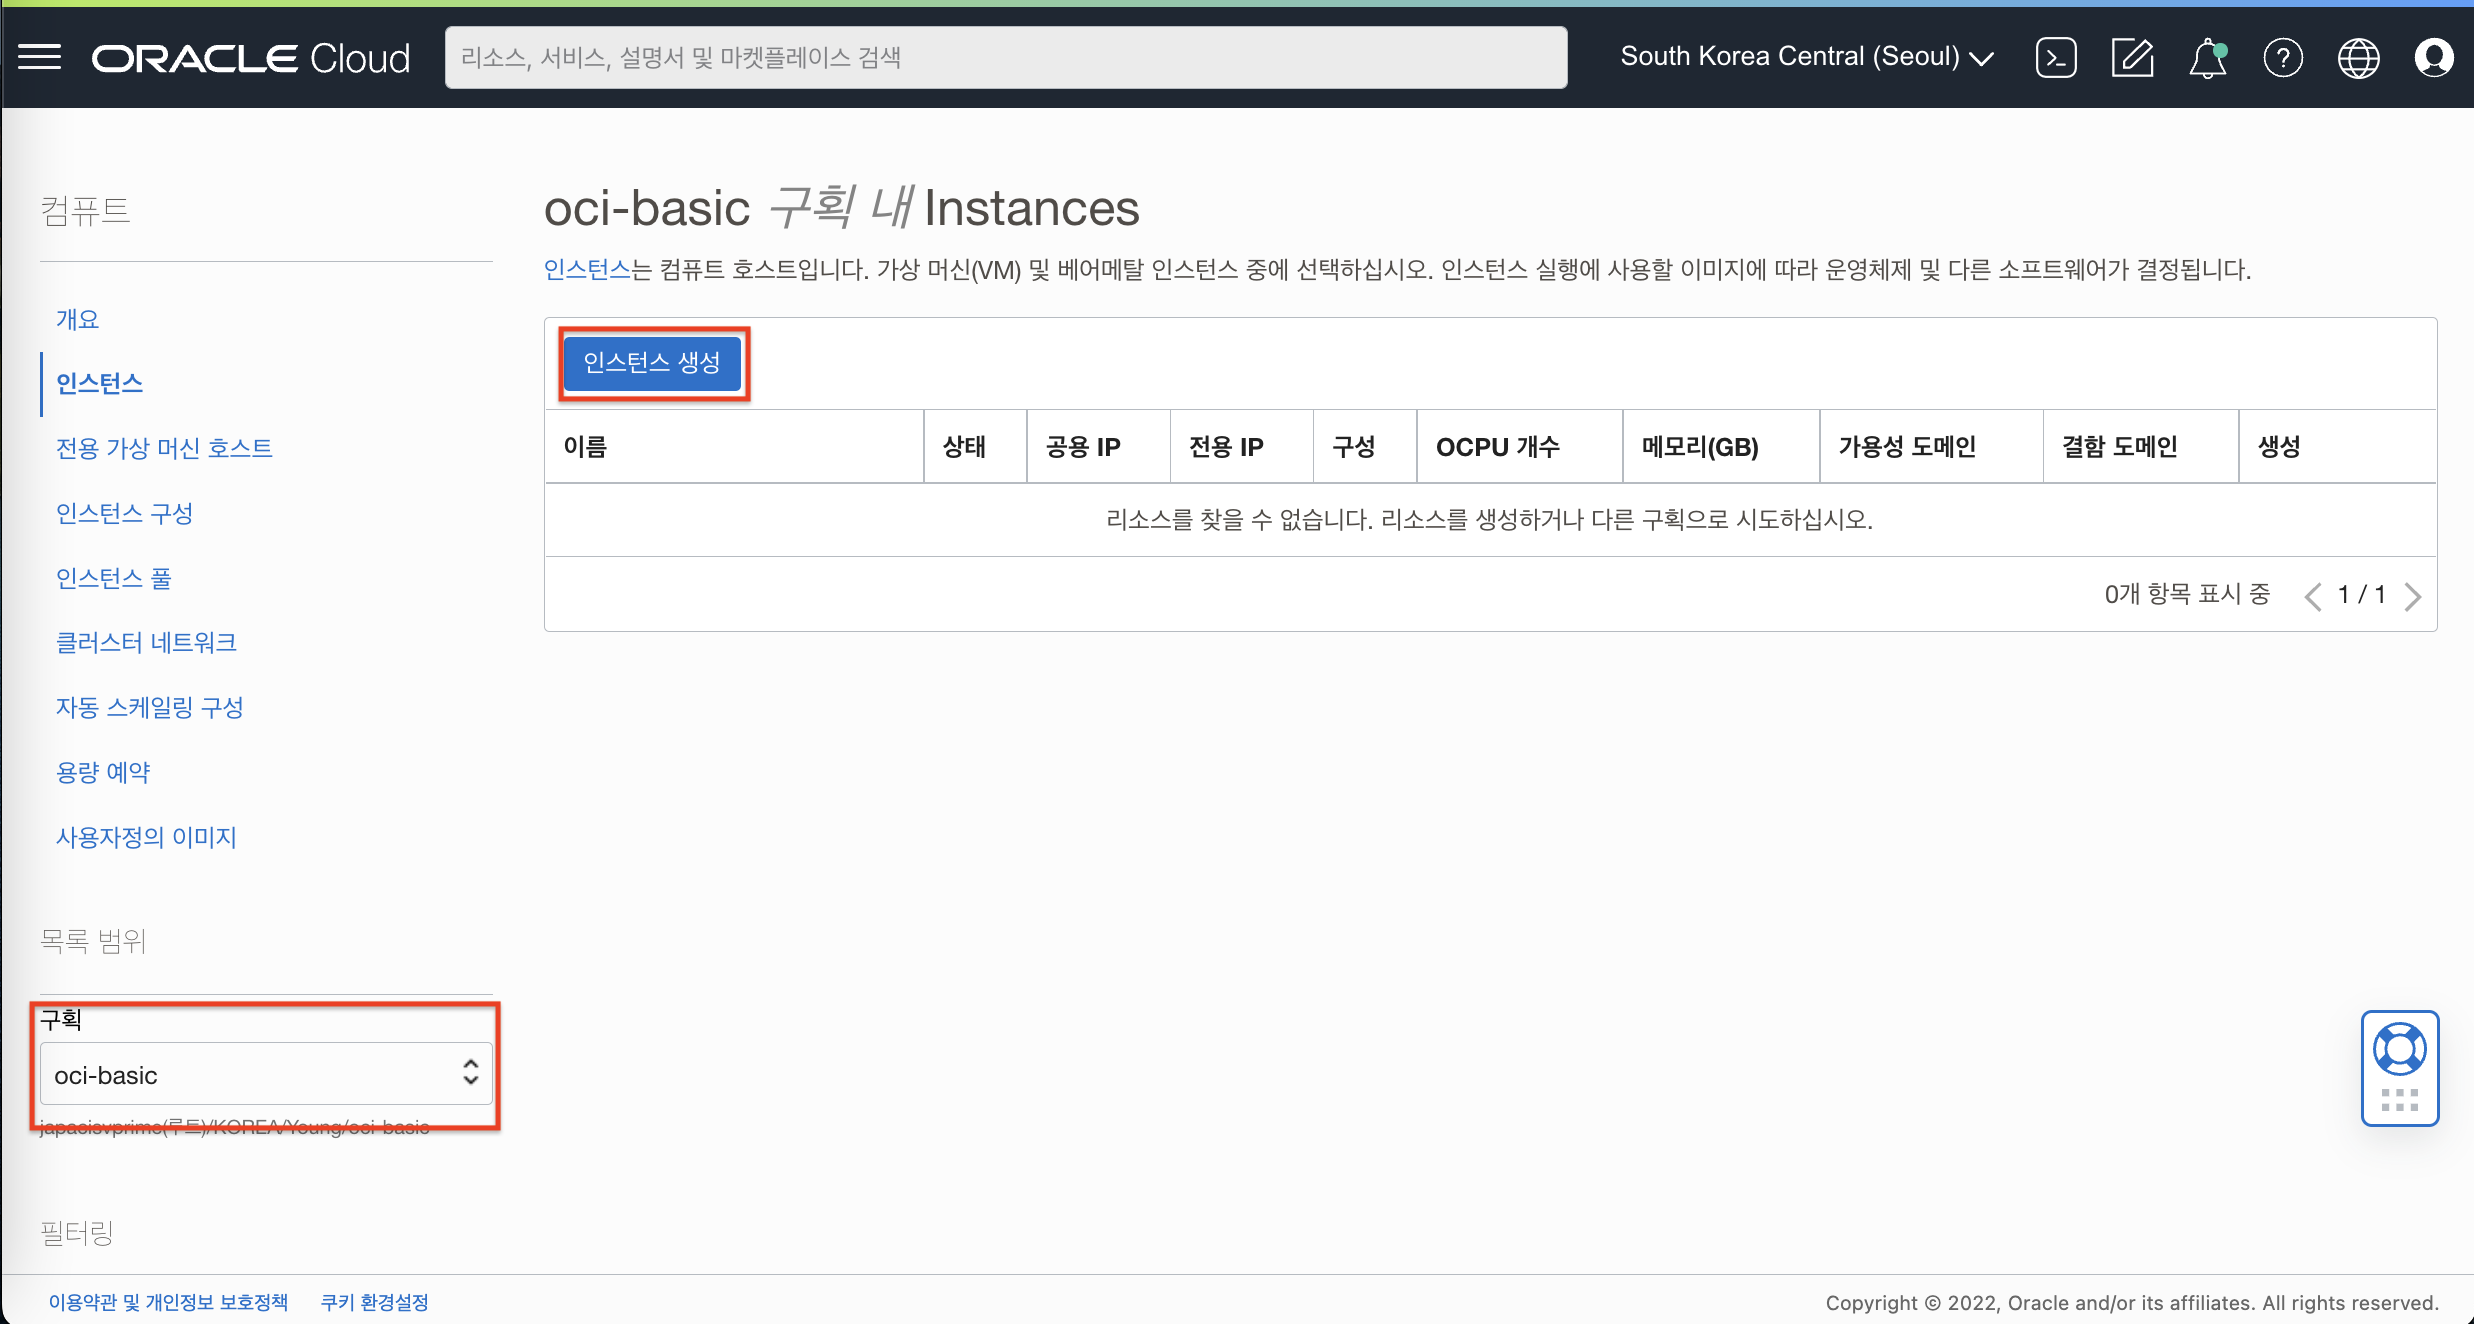 ORACLE Cloud
리소스, 서비스, 설명서 및 마켓플레이스 검색
South Korea Central (Seoul)
컴퓨트
개요
인스턴스
전용 가상 머신 호스트
인스턴스 구성
인스턴스 풀
클러스터 네트워크
자동 스케일링 구성
용량 예약
사용자정의 이미지
목록 범위
구획
oci-basic
japacisvprime(루트)/KOREA/Young/oci-basic
필터링
oci-basic 구획 내 Instances
인스턴스는 컴퓨트 호스트입니다. 가상 머신(VM) 및 베어메탈 인스턴스 중에 선택하십시오. 인스턴스 실행에 사용할 이미지에 따라 운영체제 및 다른 소프트웨어가 결정됩니다.
인스턴스 생성
이름 상태 공용 IP 전용 IP 구성 OCPU 개수 메모리(GB) 가용성 도메인 결함 도메인 생성
리소스를 찾을 수 없습니다. 리소스를 생성하거나 다른 구획으로 시도하십시오.
0개 항목 표시 중 1 / 1
이용약관 및 개인정보 보호정책 쿠키 환경설정
Copyright © 2022, Oracle and/or its affiliates. All rights reserved.